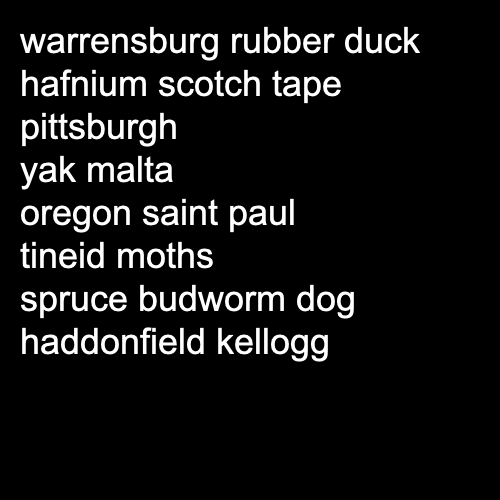 warrensburg rubber duck
hafnium scotch tape
pittsburgh
yak malta
oregon saint paul
tineid moths
spruce budworm dog
haddonfield kellogg